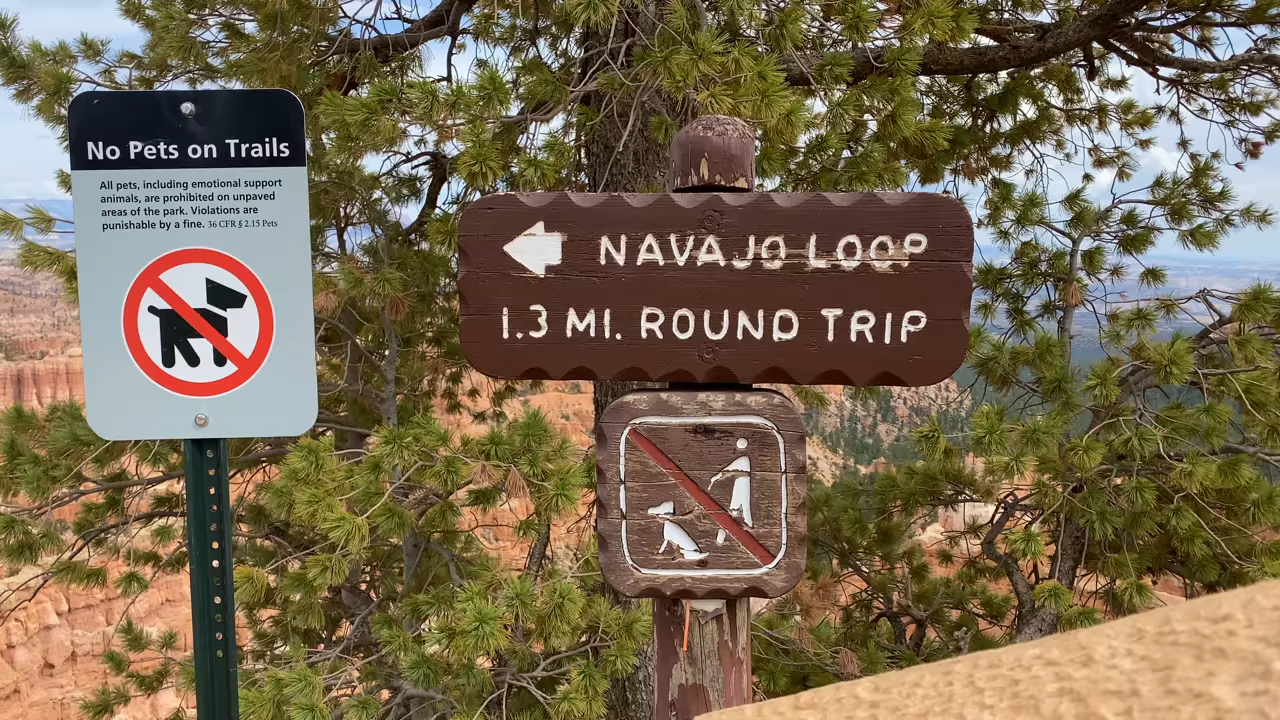 No Pets on Trails
All pets, including emotional support
animals, are prohibited on unpaved
areas of the park. Violations are
punishable by a fine. 36 CFR § 2.15 Pets
NAVAJO LOOP
1.3 MI. ROUND TRIP